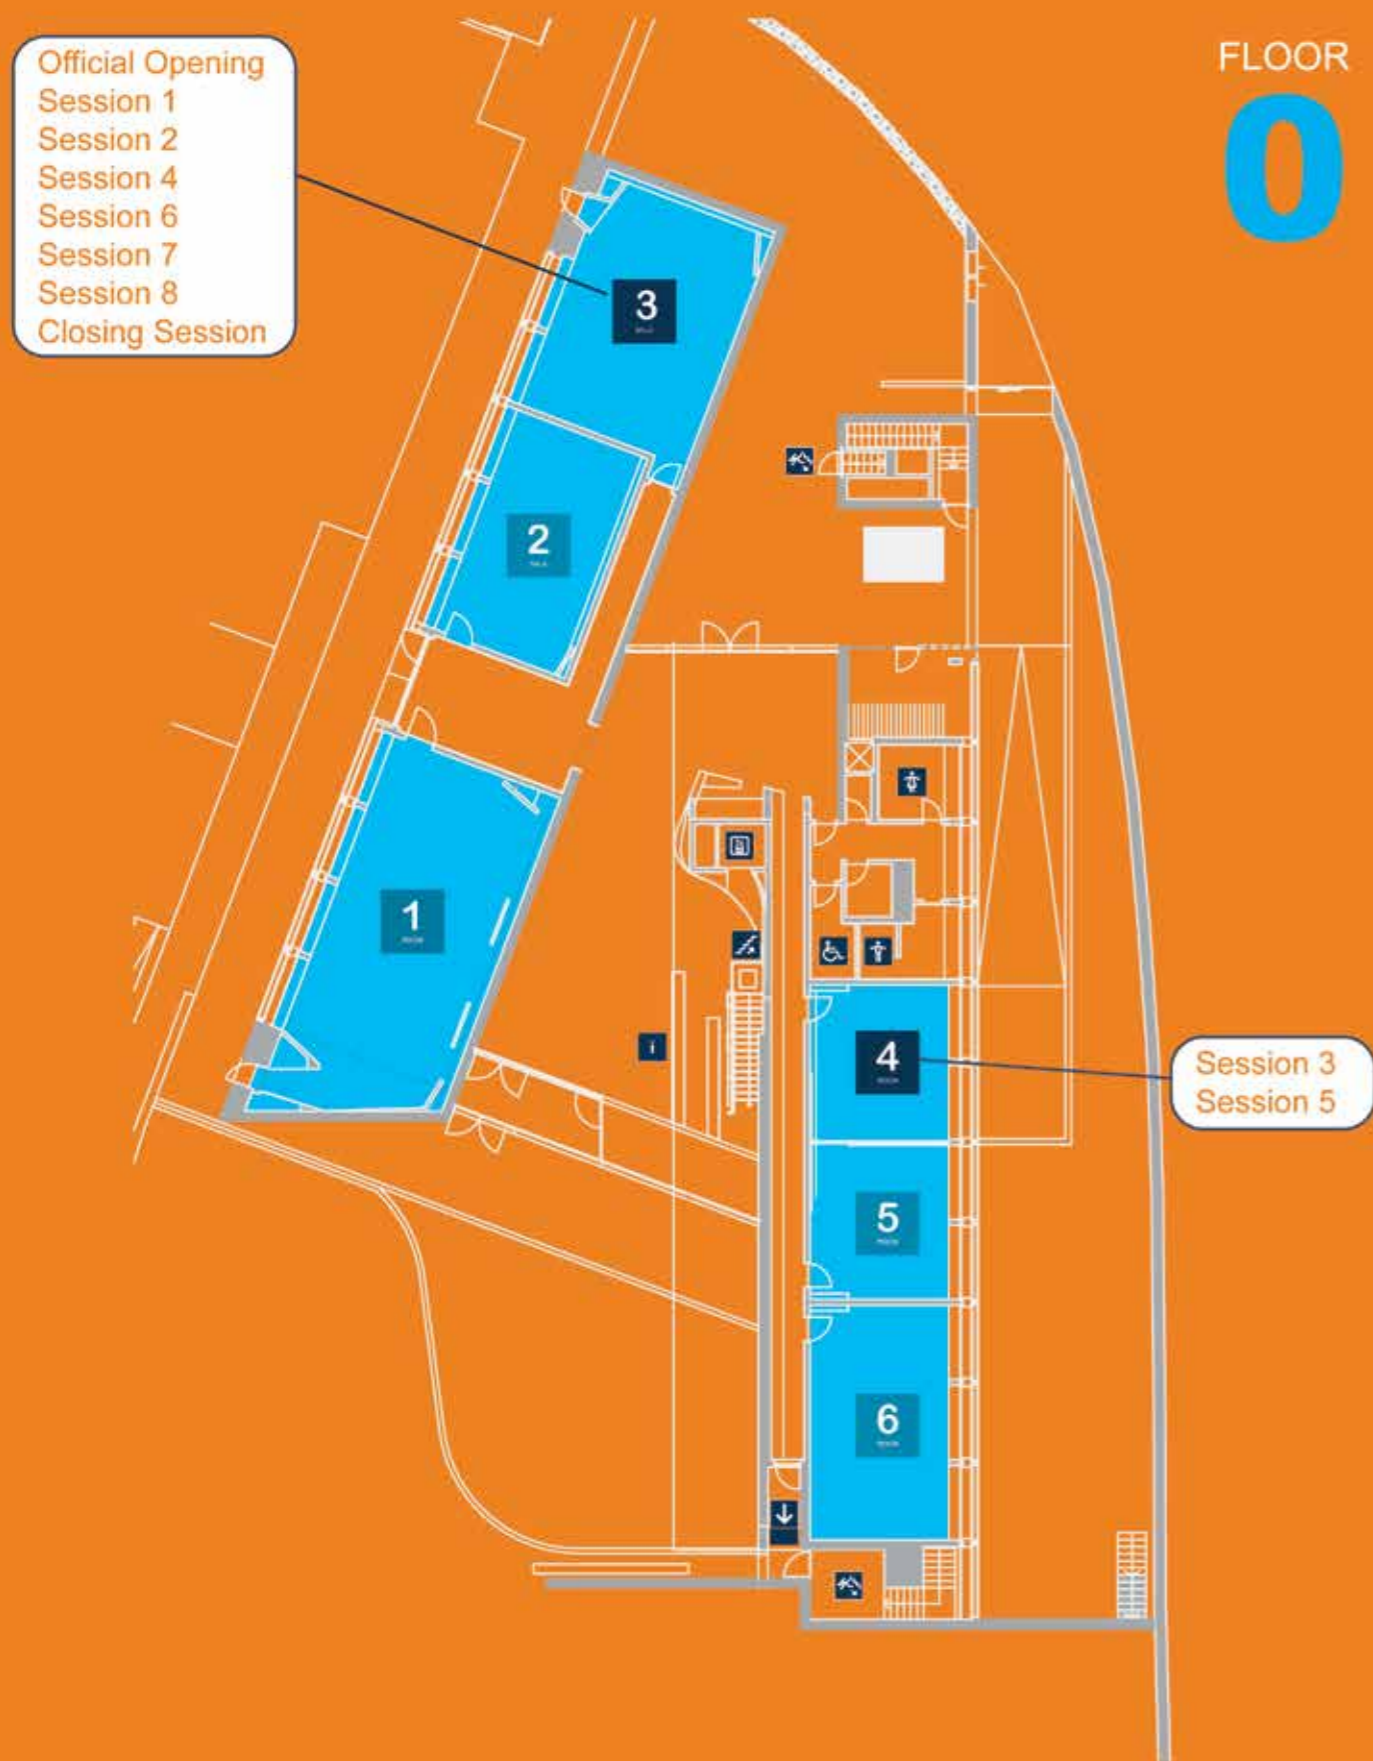 Official Opening
Session 1
Session 2
Session 4
Session 6
Session 7
Session 8
Closing Session
FLOOR
0
3
2
1
i
4
Session 3
Session 5
5
6